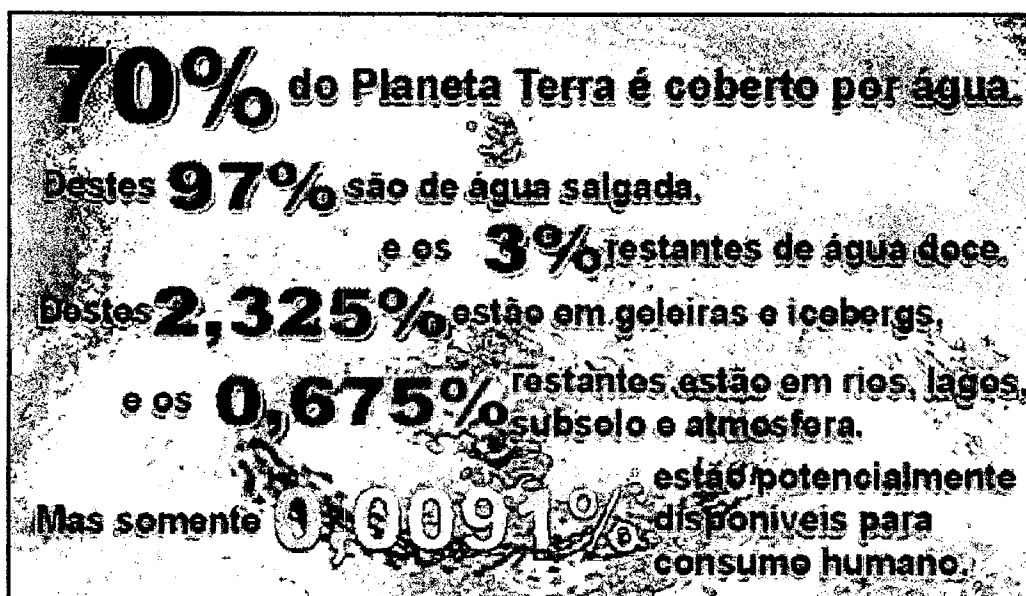 70% do Planeta Terra é coberto por água.
Destes 97% são de água salgada.
e os 3% restantes de água doce.
Destes 2,325% estão em geleiras e icebergs,
e os 0,675% restantes estão em rios, lagos,
subsolo e atmosfera.
Mas somente 0,0091% estão potencialmente
disponíveis para
consumo humano.